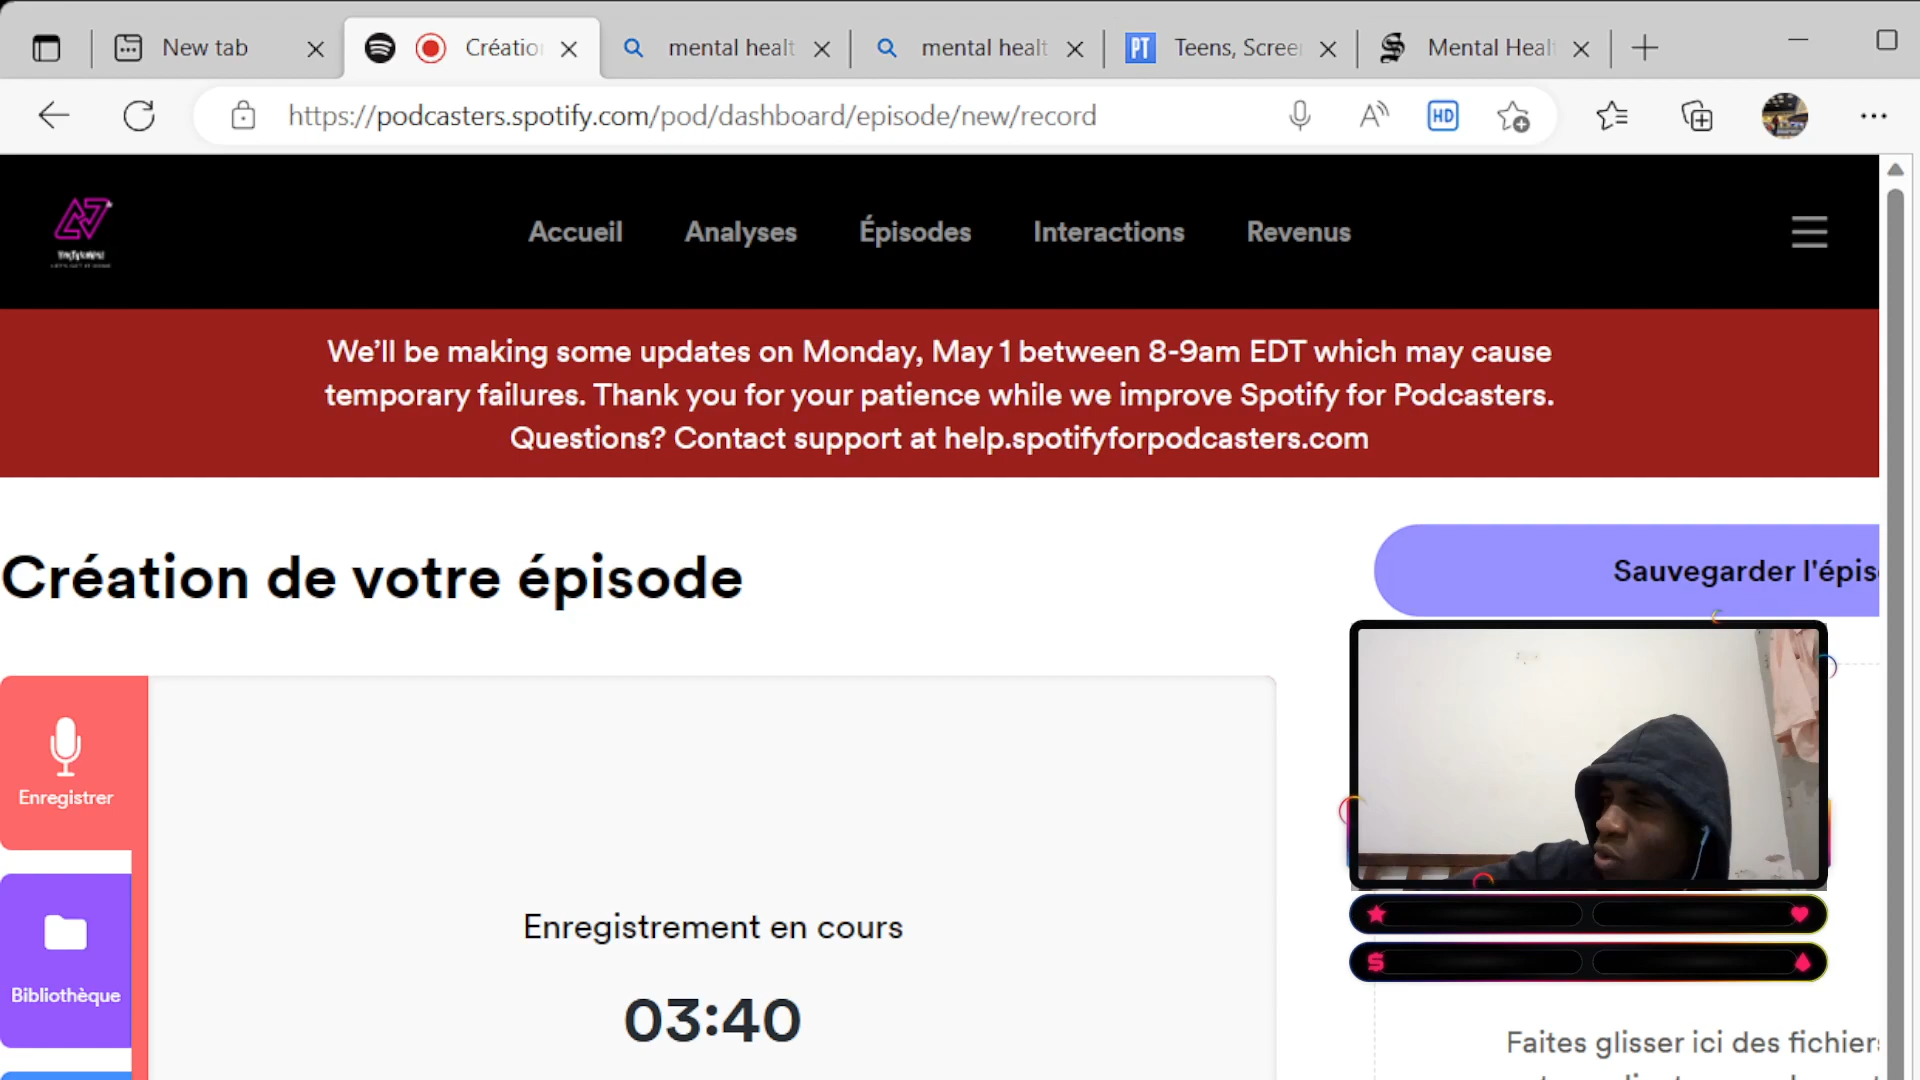 New tab
Créatio
mental healt
mental healt
PT
Teens, Scree
Mental Healt
https://podcasters.spotify.com/pod/dashboard/episode/new/record
HD
Accueil
Analyses
Épisodes
Interactions
Revenus
We'll be making some updates on Monday, May 1 between 8-9am EDT which may cause
temporary failures. Thank you for your patience while we improve Spotify for Podcasters.
Questions? Contact support at help.spotifyforpodcasters.com
Création de votre épisode
Sauvegarder l'épis
Enregistrer
Bibliothèque
Enregistrement en cours
03:40
Faites glisser ici des fichiers